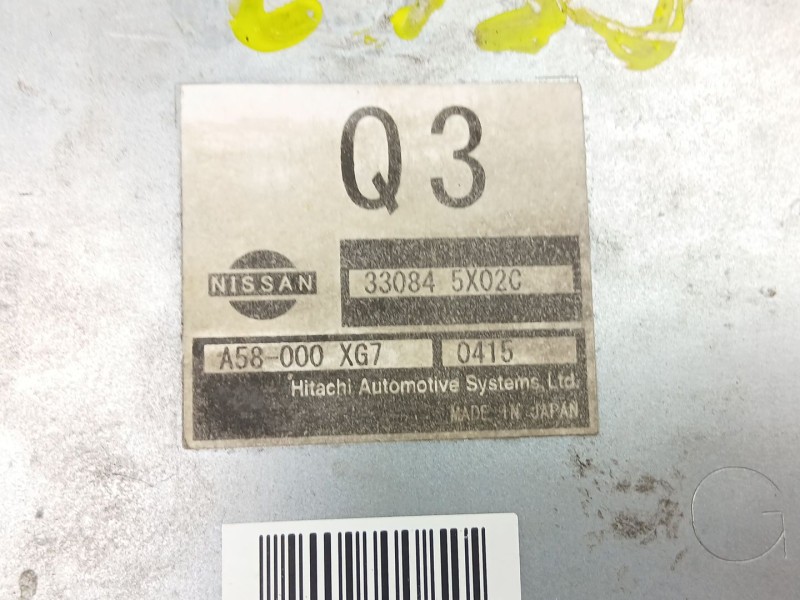 Q3
NISSAN
33084 5X02C
A58-000 XG7 0415
Hitachi Automotive Systems, Ltd.
MADE IN JAPAN
G